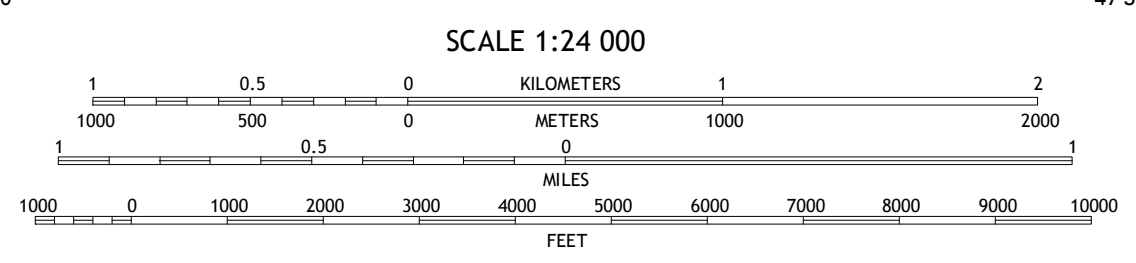 SCALE 1:24 000
1 0.5 0 KILOMETERS 1 2
1000 500 0 METERS 1000 2000
1 0.5 0 1
MILES
1000 0 1000 2000 3000 4000 5000 6000 7000 8000 9000 10000
FEET